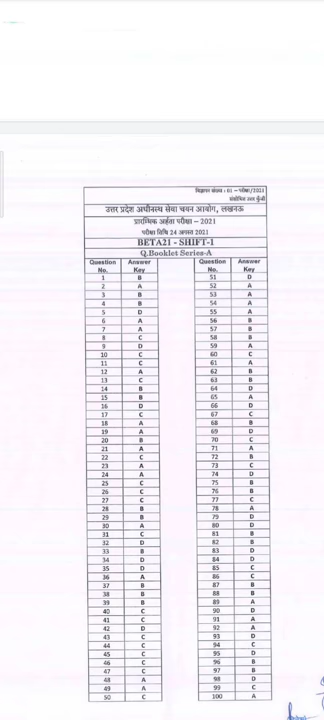 विज्ञापन संख्या : 01 – परीक्षा/2021
संशोधित उत्तर कुँजी
उत्तर प्रदेश अधीनस्थ सेवा चयन आयोग, लखनऊ
प्रारम्भिक अर्हता परीक्षा – 2021
परीक्षा तिथि 24 अगस्त 2021
BETA21 - SHIFT-1
Q.Booklet Series-A
Question No. Answer Key Question No. Answer Key
1 B 51 D
2 A 52 A
3 B 53 A
4 B 54 A
5 D 55 A
6 A 56 B
7 A 57 B
8 C 58 B
9 D 59 A
10 C 60 C
11 C 61 A
12 A 62 B
13 C 63 B
14 B 64 D
15 B 65 A
16 D 66 D
17 C 67 C
18 A 68 B
19 A 69 D
20 B 70 C
21 A 71 A
22 C 72 B
23 A 73 C
24 A 74 D
25 C 75 B
26 C 76 B
27 C 77 C
28 B 78 A
29 B 79 D
30 A 80 D
31 C 81 B
32 D 82 B
33 B 83 D
34 D 84 D
35 D 85 C
36 A 86 C
37 B 87 B
38 B 88 B
39 B 89 A
40 C 90 D
41 C 91 A
42 D 92 A
43 C 93 D
44 C 94 C
45 C 95 D
46 C 96 B
47 C 97 B
48 A 98 D
49 A 99 C
50 C 100 A